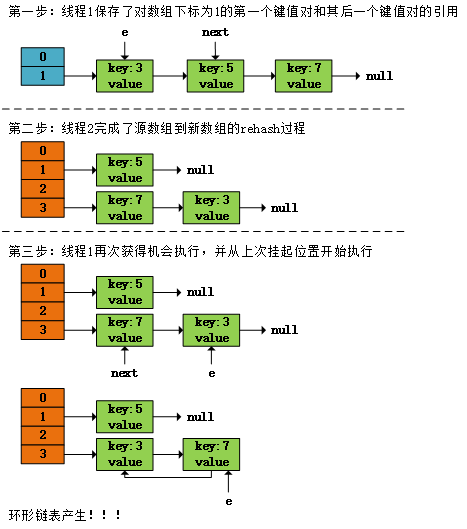 第一步：线程1保存了对数组下标为1的第一个键值对和其后一个键值对的引用
e next
0
1
key:3 key:5 key:7
value value value
null
第二步：线程2完成了源数组到新数组的rehash过程
0
1
2
3
key:5
value
null
key:7 key:3
value value
null
第三步：线程1再次获得机会执行，并从上次挂起位置开始执行
0
1
2
3
key:5
value
null
key:7 key:3
value value
null
next e
0
1
2
3
key:5
value
null
key:3 key:7
value value
e
环形链表产生！！！